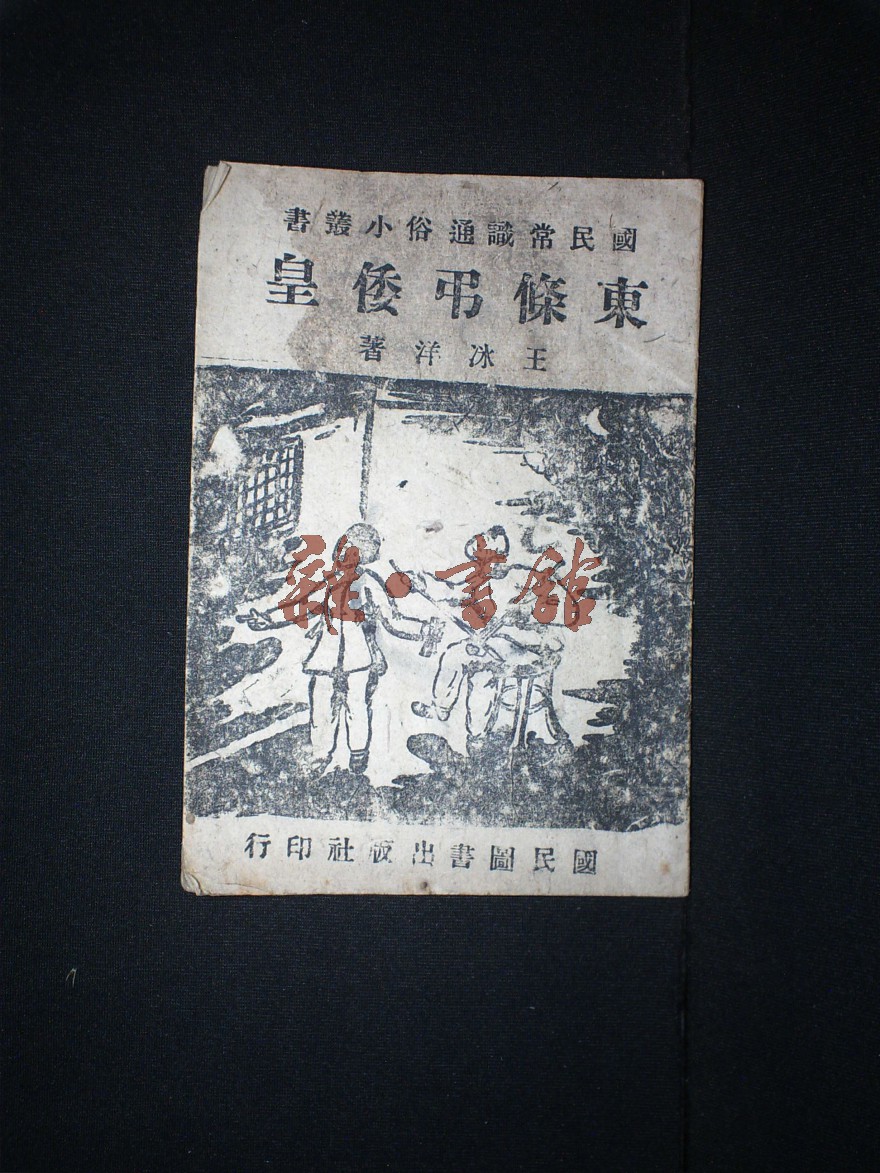 國民常識通俗小叢書
東條弔倭皇
王冰洋著
雜·書館
國民圖書出版社印行